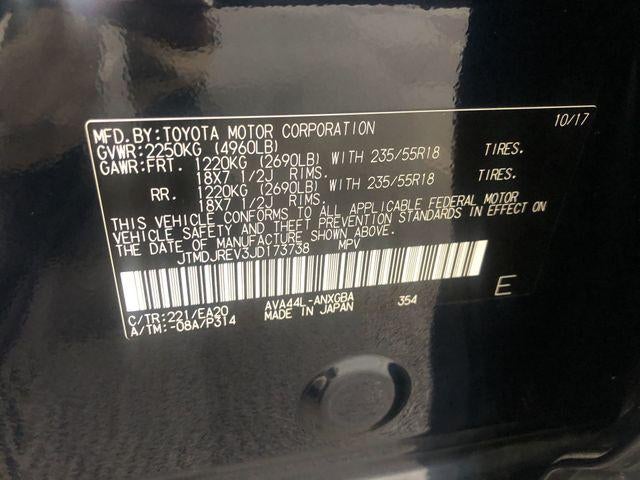 MFD.BY:TOYOTA MOTOR CORPORATION 10/17
GVWR:2250KG (4960LB)
GAWR:FRT. 1220KG (2690LB) WITH 235/55R18 TIRES.
18X7 1/2J RIMS.
RR. 1220KG (2690LB) WITH 235/55R18 TIRES.
18X7 1/2J RIMS.
THIS VEHICLE CONFORMS TO ALL APPLICABLE FEDERAL MOTOR
VEHICLE SAFETY AND THEFT PREVENTION STANDARDS IN EFFECT ON
THE DATE OF MANUFACTURE SHOWN ABOVE.
JTMDJREV3JD173738 MPV
E
C/TR:221/EA20 AVA44L-ANXGBA 354
A/TM:-08A/P314 MADE IN JAPAN